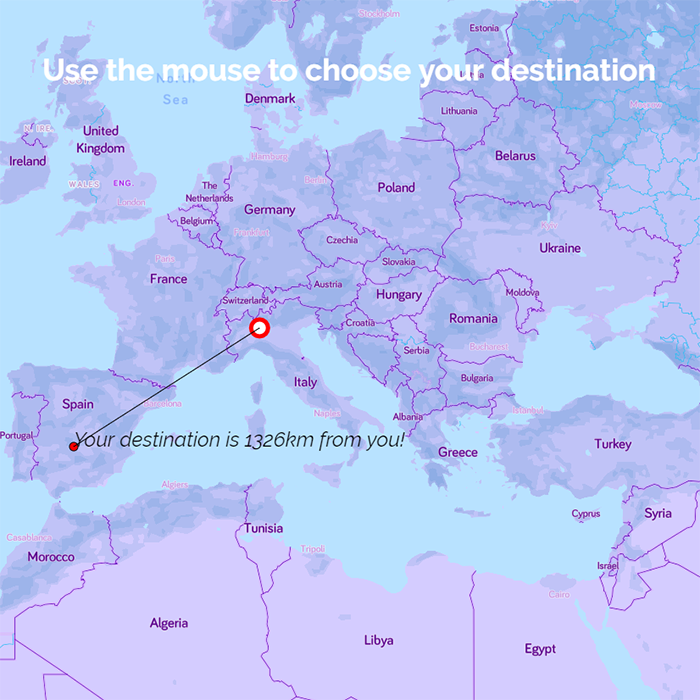 Stockholm
Estonia
Use the mouse to choose your destination
North
Sea
Denmark
Lithuania
Moscow
N. IRE.
United
Kingdom
Ireland
Hamburg
Belarus
WALES
ENG.
The
Netherlands
Berlin
Poland
London
Belgium
Germany
Frankfurt
Kyiv
Czechia
Ukraine
Paris
Slovakia
France
Austria
Switzerland
Hungary
Moldova
Croatia
Romania
Serbia
Bucharest
Italy
Bulgaria
Spain
Barcelona
Naples
Albania
Istanbul
Portugal
Your destination is 1326km from you!
Greece
Turkey
Algiers
Cyprus
Syria
Tunisia
Casablanca
Tripoli
Morocco
Israel
Cairo
Algeria
Libya
Egypt